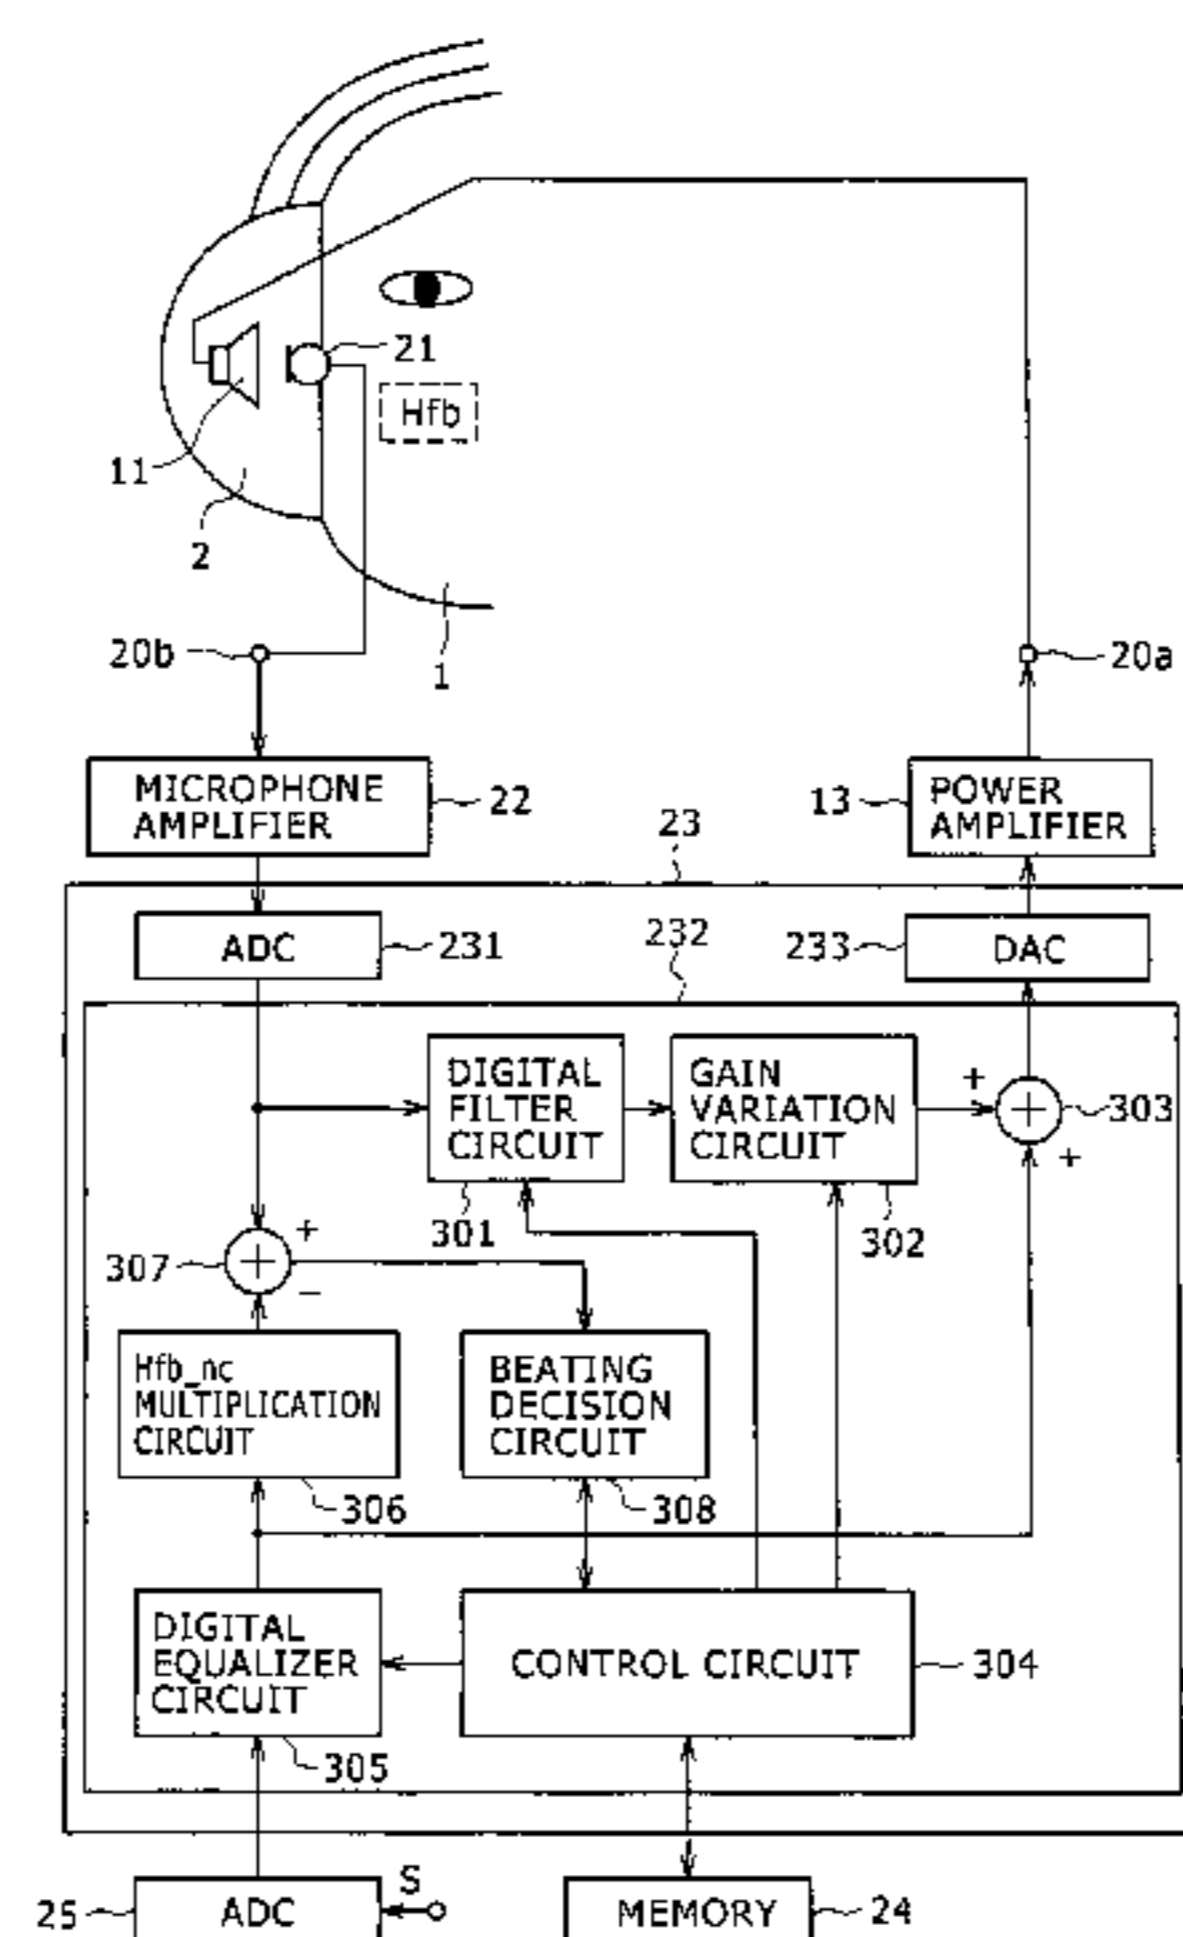 21
Hfb
11
2
20b
1
20a
MICROPHONE
AMPLIFIER
22
13
POWER
AMPLIFIER
23
ADC
231
232
233
DAC
DIGITAL
FILTER
CIRCUIT
GAIN
VARIATION
CIRCUIT
+
+
303
+
+
301
302
307
+
+
−
Hfb_nc
MULTIPLICATION
CIRCUIT
BEATING
DECISION
CIRCUIT
306
308
DIGITAL
EQUALIZER
CIRCUIT
CONTROL CIRCUIT
304
305
25
ADC
S
MEMORY
24